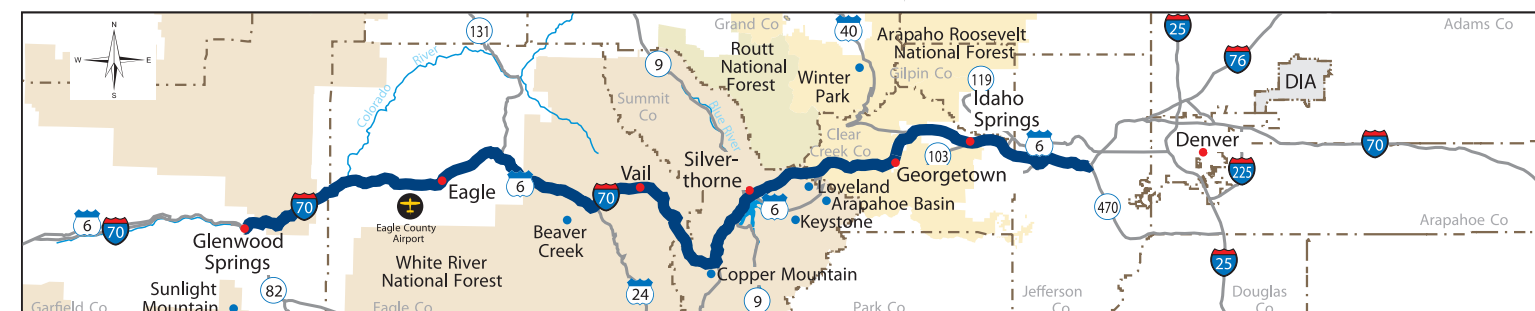 N
W
E
S
131
Grand Co
40
25
Adams Co
River
Colorado
9
Routt
National
Forest
Arapaho Roosevelt
National Forest
Gilpin Co
119
76
DIA
Winter
Park
Summit
Co
Blue River
Idaho
Springs
Clear
Creek Co
103
6
Denver
70
225
Silver-
thorne
Vail
70
6
Eagle
Georgetown
Loveland
Arapahoe Basin
Keystone
6
470
Arapahoe Co
6
70
70
Glenwood
Springs
Eagle County
Airport
Beaver
Creek
White River
National Forest
Copper Mountain
25
Sunlight
Mountain
82
24
9
Garfield Co
Eagle Co
Park Co
Jefferson
Co
Douglas
Co